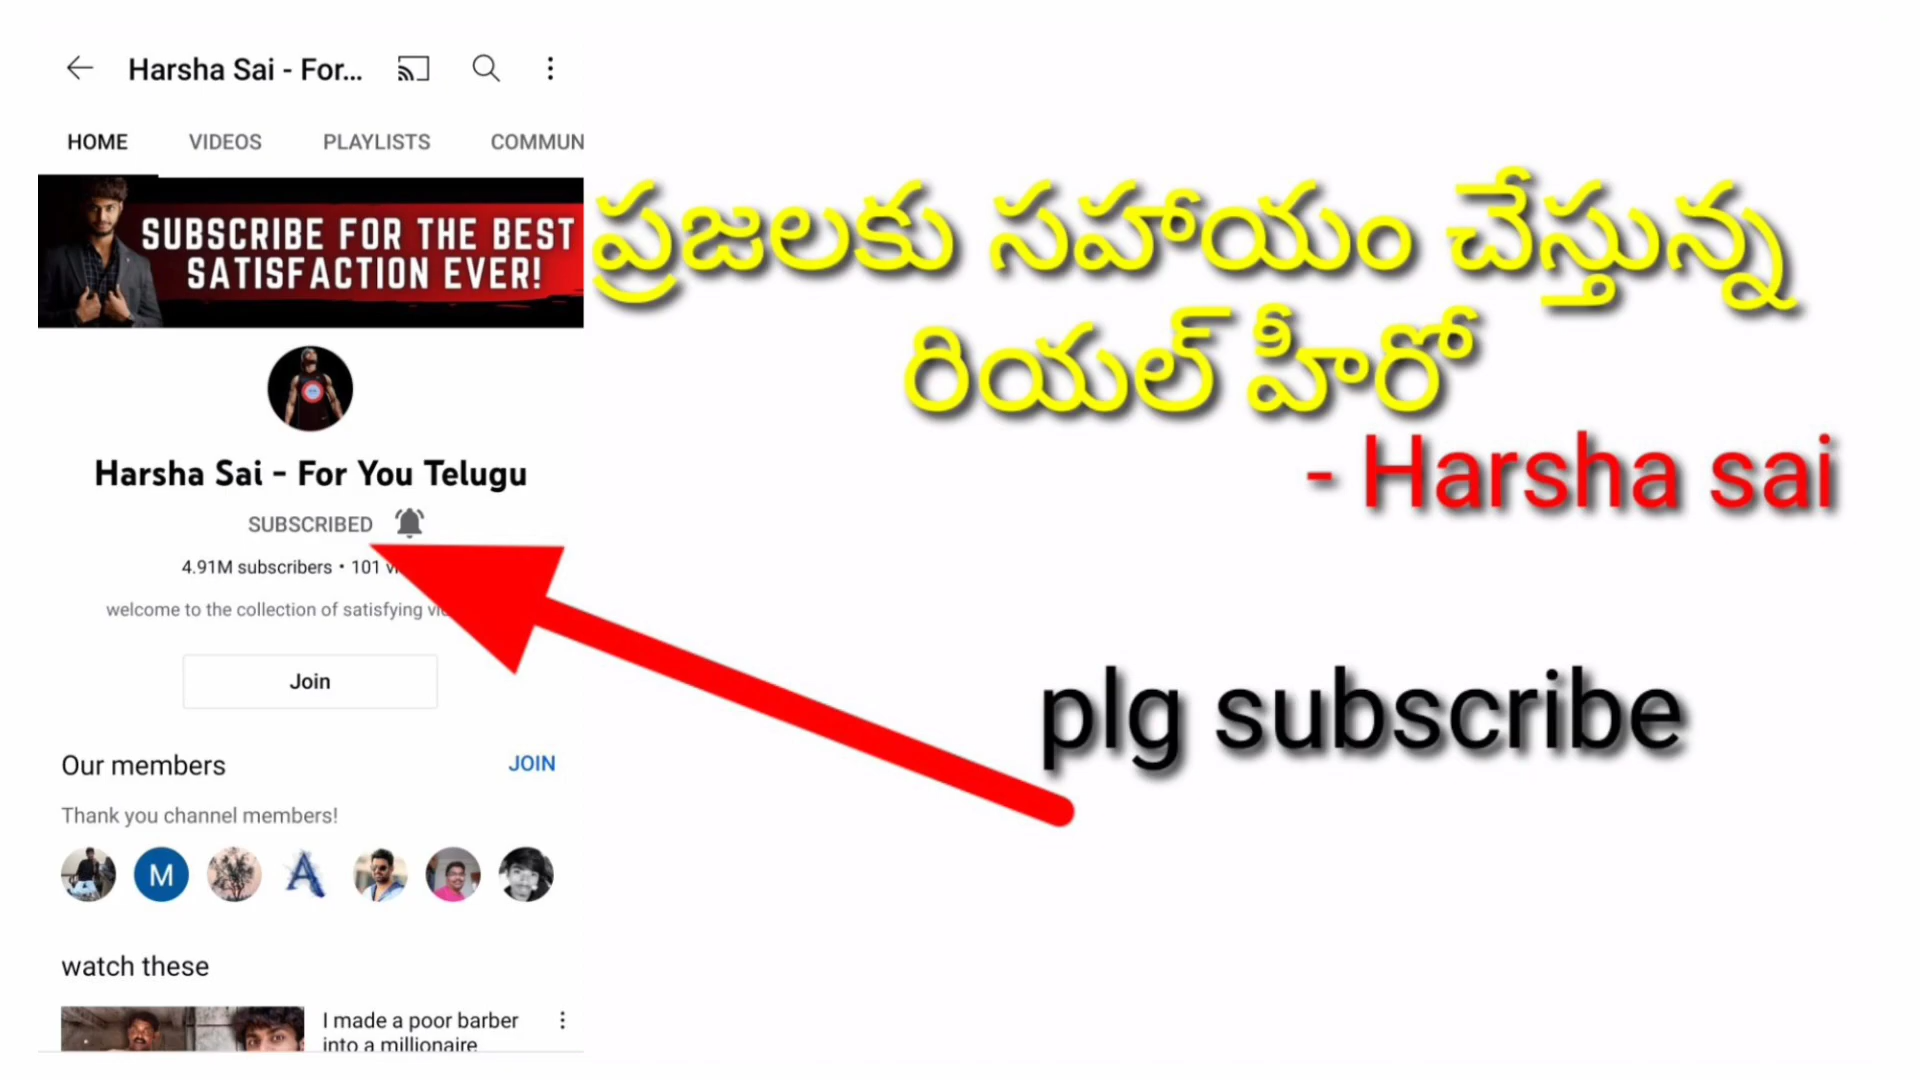 Harsha Sai - For...
HOME VIDEOS PLAYLISTS COMMUN
SUBSCRIBE FOR THE BEST
SATISFACTION EVER!
Harsha Sai - For You Telugu
SUBSCRIBED
4.91M subscribers • 101
welcome to the collection of satisfying
Join
Our members JOIN
Thank you channel members!
M
A
watch these
I made a poor barber
into a millionaire
ప్రజలకు సహాయం చేస్తున్న
రియల్ హీరో
- Harsha sai
plg subscribe